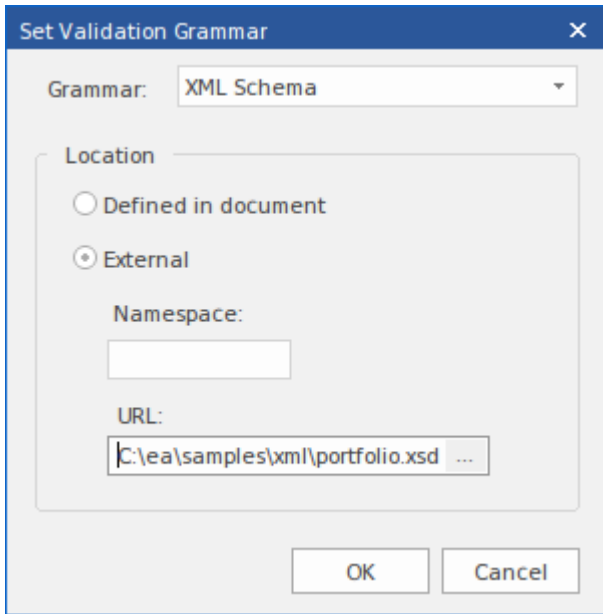 Set Validation Grammar
Grammar: XML Schema
Location
Defined in document
External
Namespace:
URL:
C:\ea\samples\xml\portfolio.xsd ...
OK Cancel